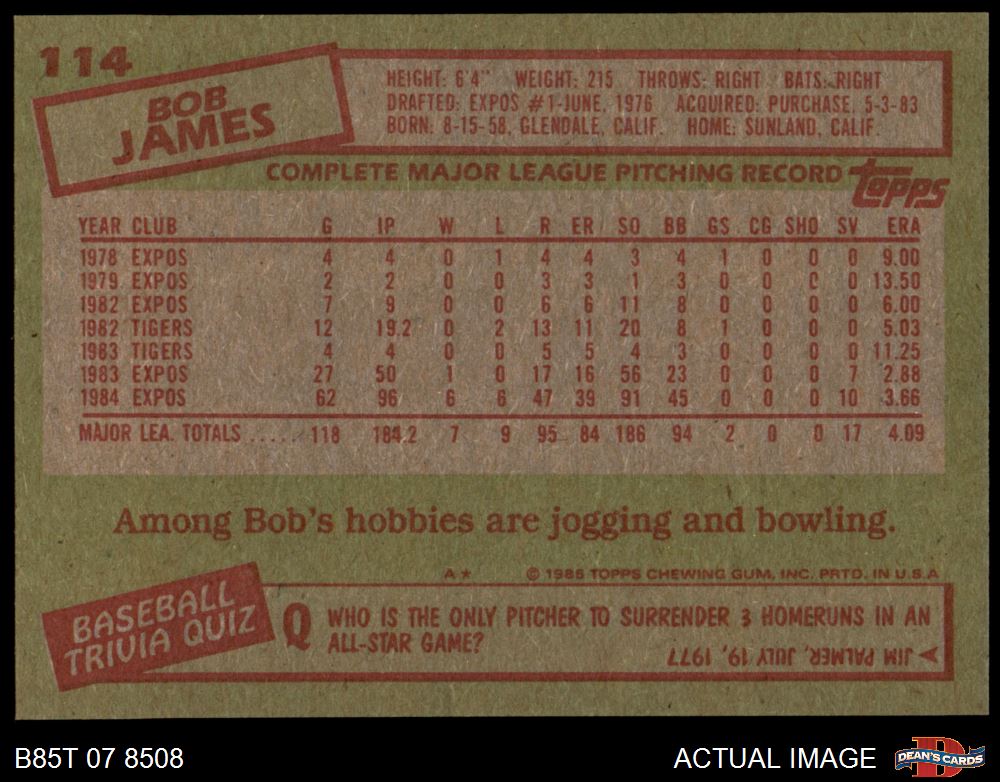 114
BOB
JAMES
HEIGHT: 6'4" WEIGHT: 215 THROWS: RIGHT BATS: RIGHT
DRAFTED: EXPOS #1-JUNE, 1976 ACQUIRED: PURCHASE, 5-3-83
BORN: 8-15-58, GLENDALE, CALIF. HOME: SUNLAND, CALIF.
COMPLETE MAJOR LEAGUE PITCHING RECORD topps
YEAR CLUB G IP W L R ER SO BB GS CG SHO SV ERA
1978 EXPOS 4 4 0 1 4 4 3 4 1 0 0 0 9.00
1979 EXPOS 2 2 0 0 3 3 1 3 0 0 0 0 13.50
1982 EXPOS 7 9 0 0 6 6 11 8 0 0 0 0 6.00
1982 TIGERS 12 19.2 0 2 13 11 20 8 1 0 0 0 5.03
1983 TIGERS 4 4 0 0 5 5 4 3 0 0 0 0 11.25
1983 EXPOS 27 50 1 0 17 16 56 23 0 0 0 7 2.88
1984 EXPOS 62 96 6 6 47 39 91 45 0 0 0 10 3.66
MAJOR LEA. TOTALS ..... 118 184.2 7 9 95 84 186 94 2 0 0 17 4.09
Among Bob's hobbies are jogging and bowling.
A* © 1985 TOPPS CHEWING GUM, INC. PRTD. IN U.S.A
BASEBALL
TRIVIA QUIZ
Q WHO IS THE ONLY PITCHER TO SURRENDER 3 HOMERUNS IN AN
ALL-STAR GAME?
JIM PALMER, JULY 19, 1977
B85T 07 8508
ACTUAL IMAGE
D
DEAN'S CARDS